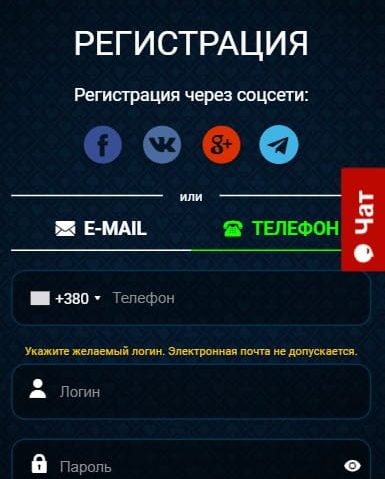 РЕГИСТРАЦИЯ
Регистрация через соцсети:
f
g+
или
E-MAIL
ТЕЛЕФОН
Чат
+380
Телефон
Укажите желаемый логин. Электронная почта не допускается.
Логин
Пароль